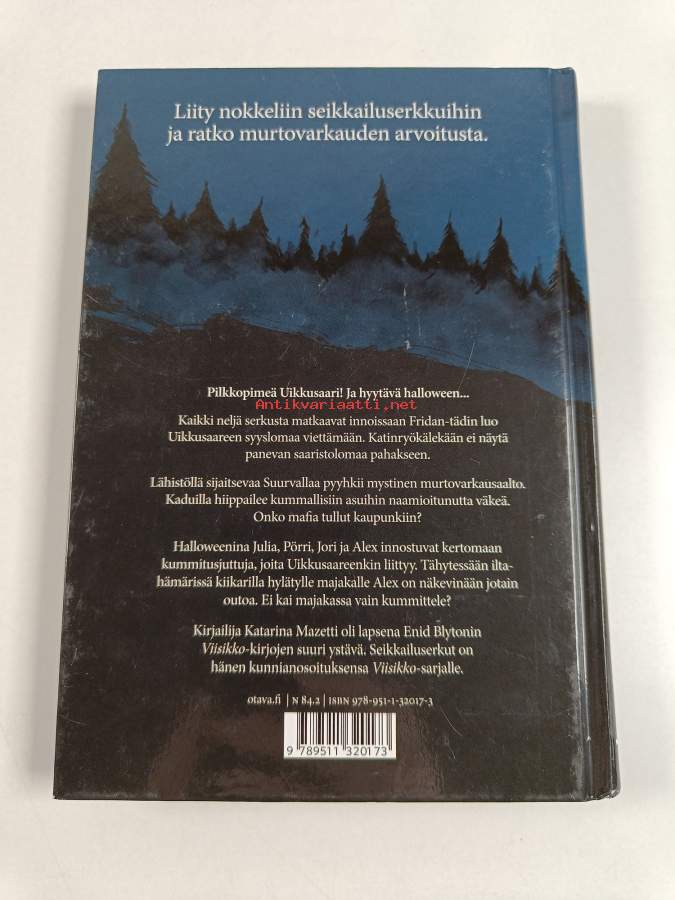 Liity nokkeliin seikkailuserkkuihin
ja ratko murtovarkauden arvoitusta.
Pilkkopimeä Uikkusaari! Ja hyytävä halloween...
Antikvariaatti.net
Kaikki neljä serkusta matkaavat innoissaan Fridan-tädin luo
Uikkusaareen syyslomaa viettämään. Katinryökälekään ei näytä
panevan saaristolomaa pahakseen.
Lähistöllä sijaitsevaa Suurvallaa pyyhkii mystinen murtovarkausaalto.
Kaduilla hiippailee kummallisiin asuihin naamioitunutta väkeä.
Onko mafia tullut kaupunkiin?
Halloweenina Julia, Pörri, Jori ja Alex innostuvat kertomaan
kummitusjuttuja, joita Uikkusaareenkin liittyy. Tähytessään ilta-
hämärissä kiikarilla hylätylle majakalle Alex on näkevinään jotain
outoa. Ei kai majakassa vain kummittele?
Kirjailija Katarina Mazetti oli lapsena Enid Blytonin
Viisikko-kirjojen suuri ystävä. Seikkailuserkut on
hänen kunnianosoituksensa Viisikko-sarjalle.
otava.fi | N 84.2 | ISBN 978-951-1-32017-3
9 789511 320173